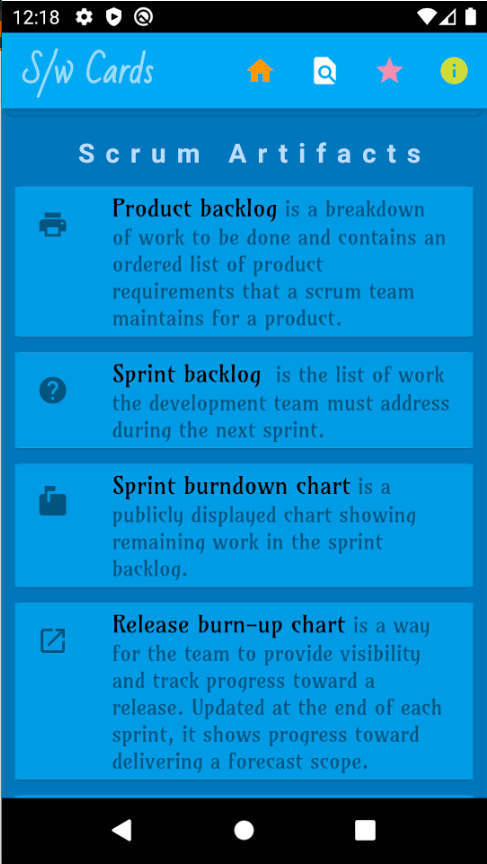 12:18
S/w Cards
Scrum Artifacts
Product backlog is a breakdown
of work to be done and contains an
ordered list of product
requirements that a scrum team
maintains for a product.
Sprint backlog is the list of work
the development team must address
during the next sprint.
Sprint burndown chart is a
publicly displayed chart showing
remaining work in the sprint
backlog.
Release burn-up chart is a way
for the team to provide visibility
and track progress toward a
release. Updated at the end of each
sprint, it shows progress toward
delivering a forecast scope.